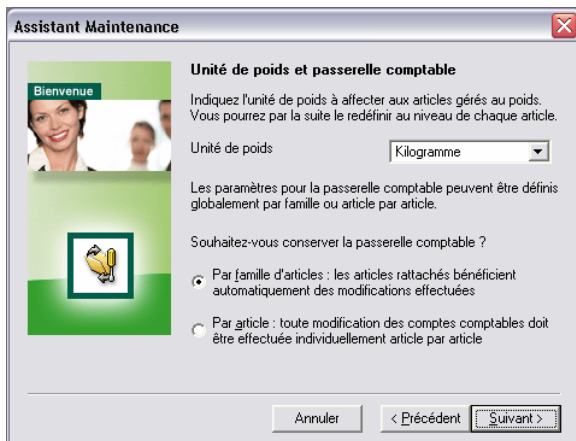 Assistant Maintenance
Bienvenue
Unité de poids et passerelle comptable
Indiquez l'unité de poids à affecter aux articles gérés au poids.
Vous pourrez par la suite le redéfinir au niveau de chaque article.
Unité de poids
Kilogramme
Les paramètres pour la passerelle comptable peuvent être définis
globalement par famille ou article par article.
Souhaitez-vous conserver la passerelle comptable ?
Par famille d'articles : les articles rattachés bénéficient
automatiquement des modifications effectuées
Par article : toute modification des comptes comptables doit
être effectuée individuellement article par article
Annuler
< Précédent
Suivant >